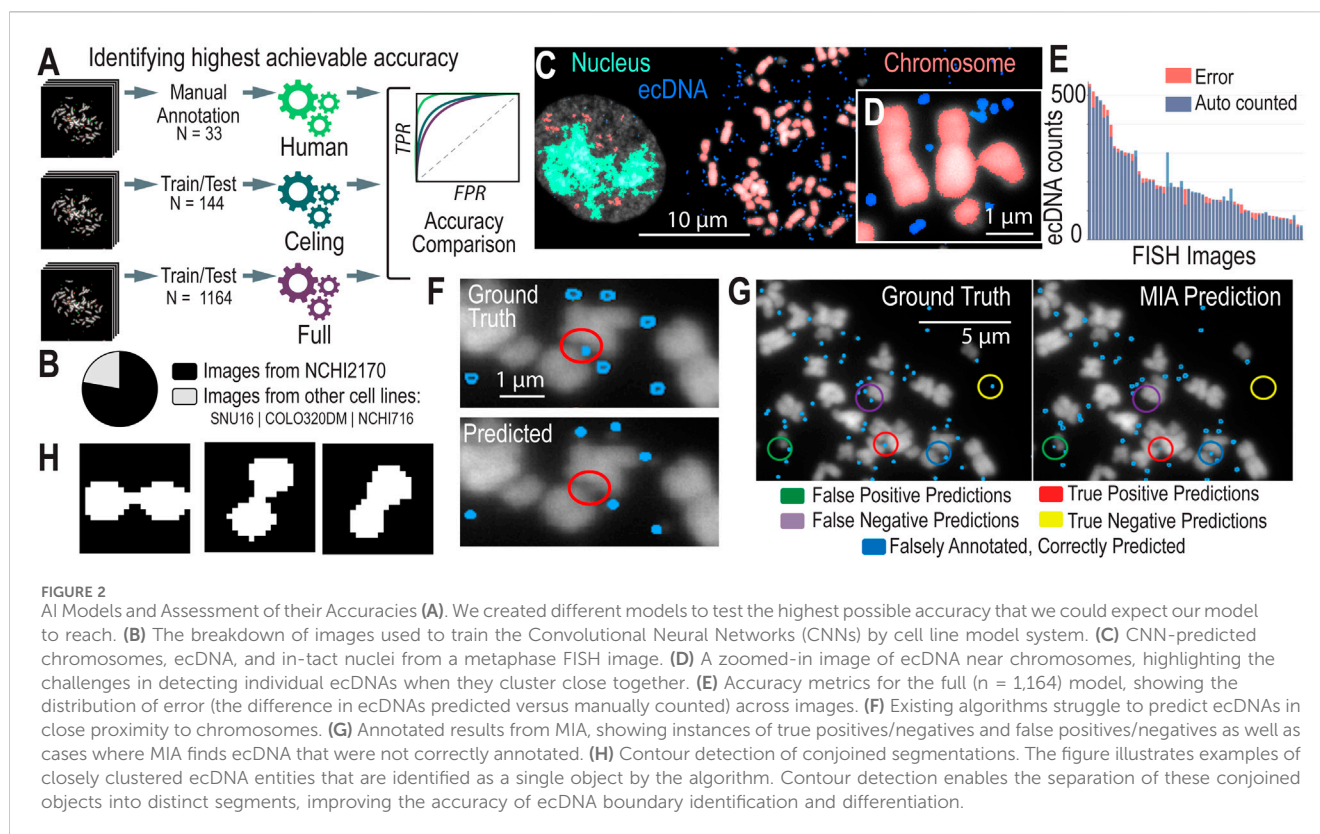 A
Identifying highest achievable accuracy
Manual
Annotation
N = 33
Human
Train/Test
N = 144
Celing
Train/Test
N = 1164
Full
TPR
FPR
Accuracy
Comparison
B
Images from NCHI2170
Images from other cell lines:
SNU16 | COLO320DM | NCHI716
C
Nucleus
ecDNA
Chromosome
10 μm
D
1 μm
E
Error
Auto counted
500
0
ecDNA counts
FISH Images
F
Ground
Truth
1 μm
Predicted
G
Ground Truth
5 μm
MIA Prediction
False Positive Predictions
True Positive Predictions
False Negative Predictions
True Negative Predictions
Falsely Annotated, Correctly Predicted
H
FIGURE 2
AI Models and Assessment of their Accuracies (A). We created different models to test the highest possible accuracy that we could expect our model
to reach. (B) The breakdown of images used to train the Convolutional Neural Networks (CNNs) by cell line model system. (C) CNN-predicted
chromosomes, ecDNA, and in-tact nuclei from a metaphase FISH image. (D) A zoomed-in image of ecDNA near chromosomes, highlighting the
challenges in detecting individual ecDNAs when they cluster close together. (E) Accuracy metrics for the full (n = 1,164) model, showing the
distribution of error (the difference in ecDNAs predicted versus manually counted) across images. (F) Existing algorithms struggle to predict ecDNAs in
close proximity to chromosomes. (G) Annotated results from MIA, showing instances of true positives/negatives and false positives/negatives as well as
cases where MIA finds ecDNA that were not correctly annotated. (H) Contour detection of conjoined segmentations. The figure illustrates examples of
closely clustered ecDNA entities that are identified as a single object by the algorithm. Contour detection enables the separation of these conjoined
objects into distinct segments, improving the accuracy of ecDNA boundary identification and differentiation.